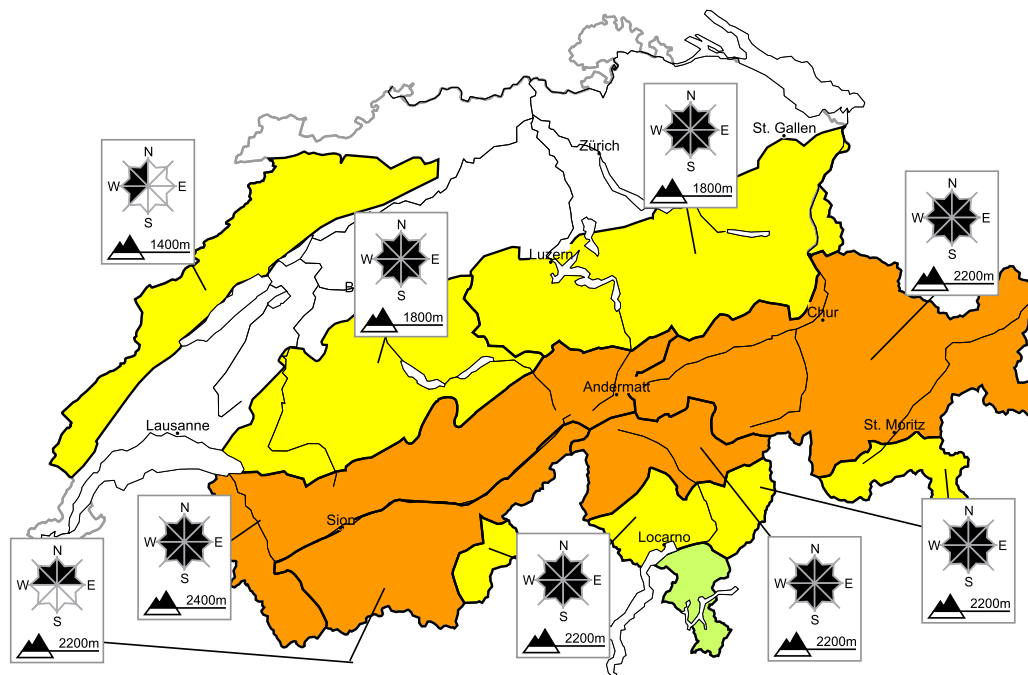 N
W E
S
1800m
St. Gallen
Zürich
N
W E
S
1400m
N
W E
S
2200m
N
W E
S
1800m
Luzern
B
Chur
Andermatt
Lausanne
St. Moritz
N
W E
S
2400m
Sion
N
W E
S
2200m
Locarno
N
W E
S
2200m
N
W E
S
2200m
N
W E
S
2200m